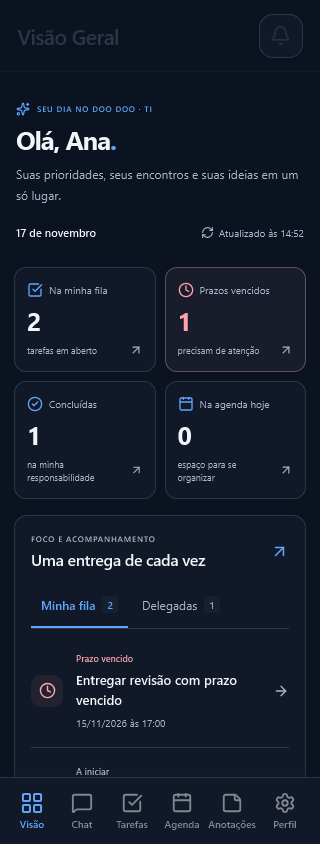 Visão Geral
SEU DIA NO DOO DOO · TI
Olá, Ana.
Suas prioridades, seus encontros e suas ideias em um
só lugar.
17 de novembro
Atualizado às 14:52
Na minha fila
2
tarefas em aberto
Prazos vencidos
1
precisam de atenção
Concluídas
1
na minha
responsabilidade
Na agenda hoje
0
espaço para se
organizar
FOCO E ACOMPANHAMENTO
Uma entrega de cada vez
Minha fila 2
Delegadas 1
Prazo vencido
Entregar revisão com prazo
vencido
15/11/2026 às 17:00
A iniciar
Visão
Chat
Tarefas
Agenda
Anotações
Perfil